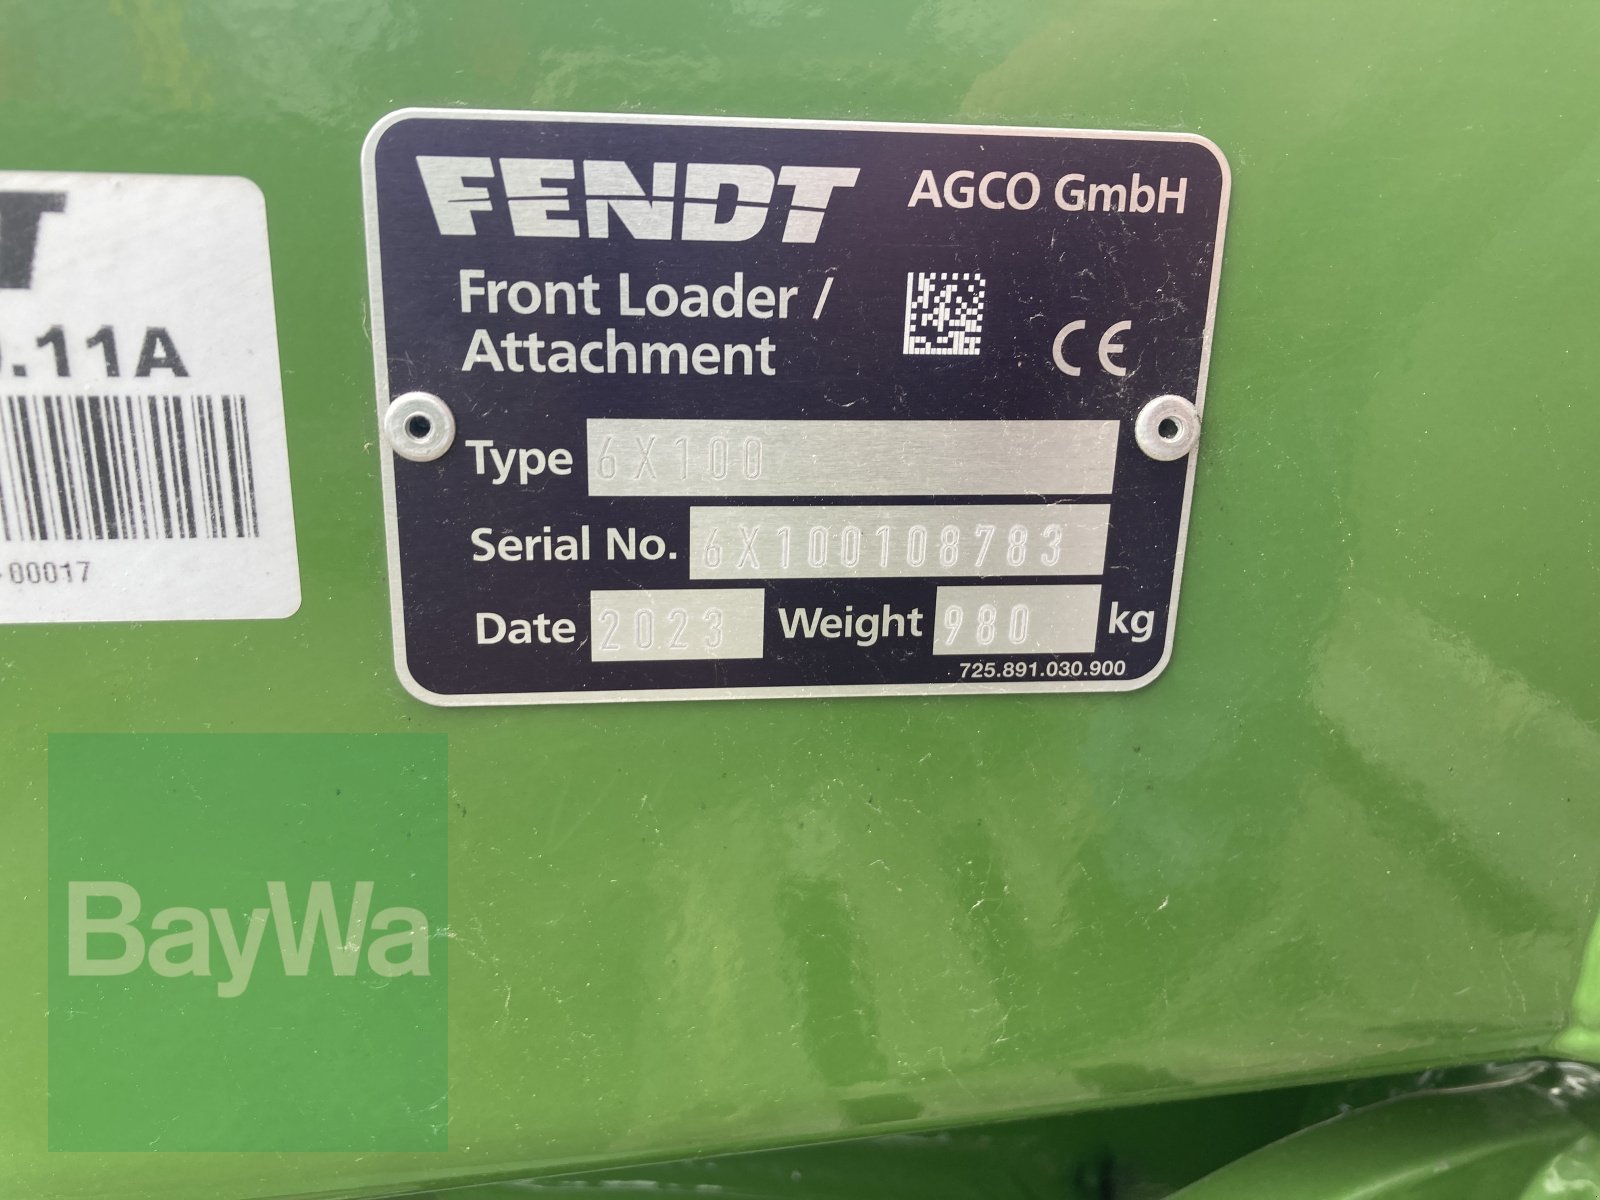 FENDT AGCO GmbH
Front Loader /
Attachment
CE
Type 6X100
Serial No. 6X100108783
Date 2023 Weight 980 kg
725.891.030.900
.11A
00017
BayWa